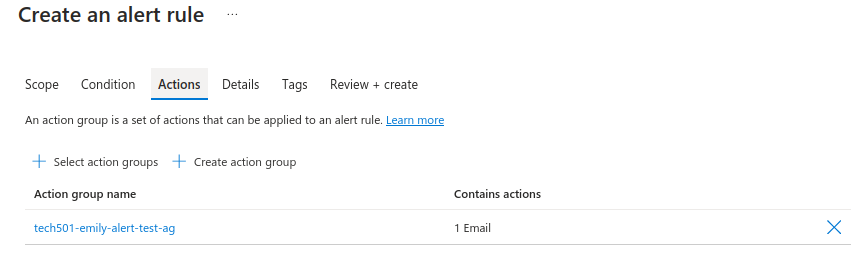 Create an alert rule ...
Scope Condition Actions Details Tags Review + create
An action group is a set of actions that can be applied to an alert rule. Learn more
+ Select action groups + Create action group
Action group name Contains actions
tech501-emily-alert-test-ag 1 Email